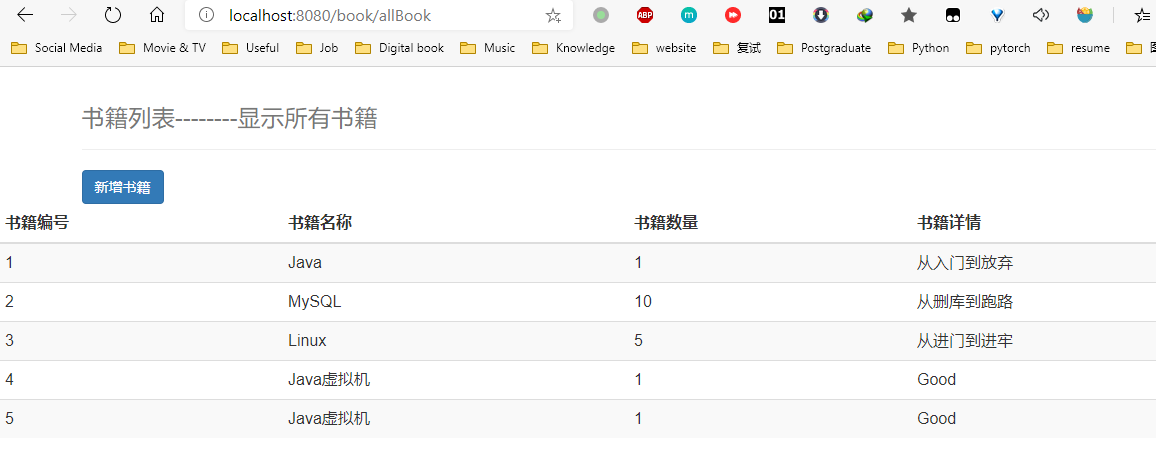 localhost:8080/book/allBook
ABP m 01
Social Media Movie & TV Useful Job Digital book Music Knowledge website 复试 Postgraduate Python pytorch resume
书籍列表--------显示所有书籍
新增书籍
书籍编号 书籍名称 书籍数量 书籍详情
1 Java 1 从入门到放弃
2 MySQL 10 从删库到跑路
3 Linux 5 从进门到进牢
4 Java虚拟机 1 Good
5 Java虚拟机 1 Good